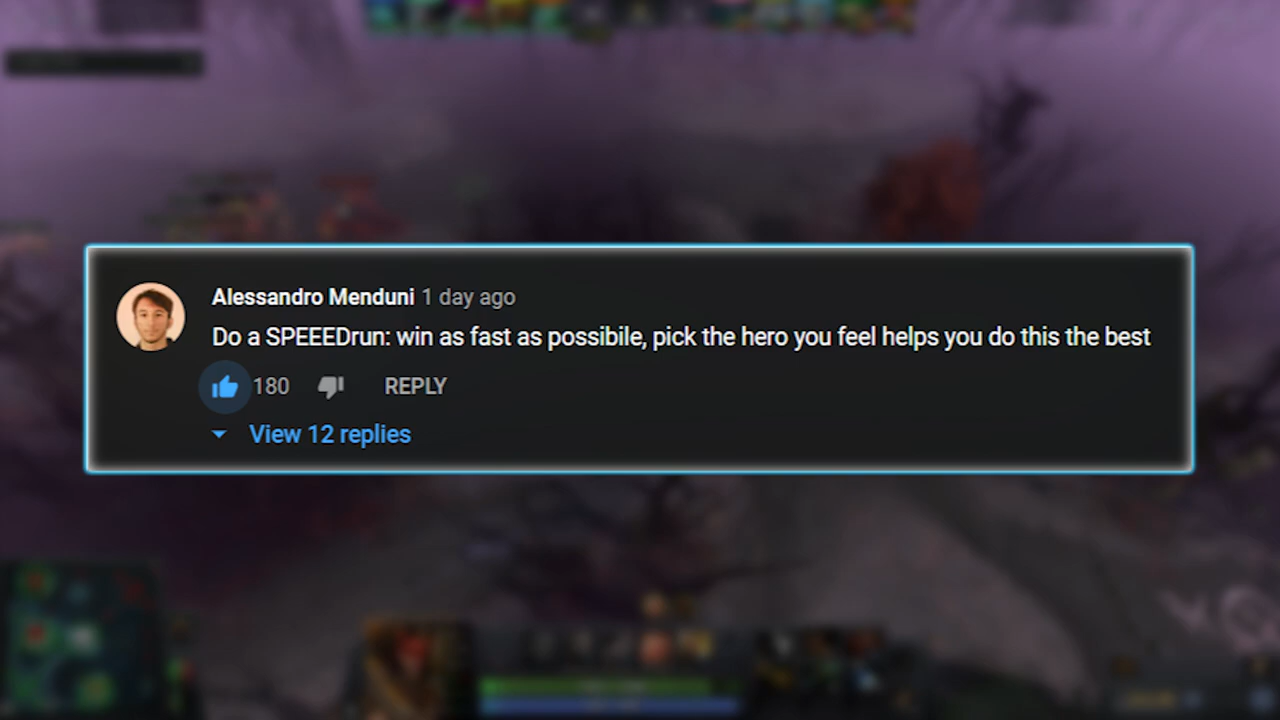 Alessandro Menduni 1 day ago
Do a SPEEEDrun: win as fast as possibile, pick the hero you feel helps you do this the best
180 REPLY
View 12 replies